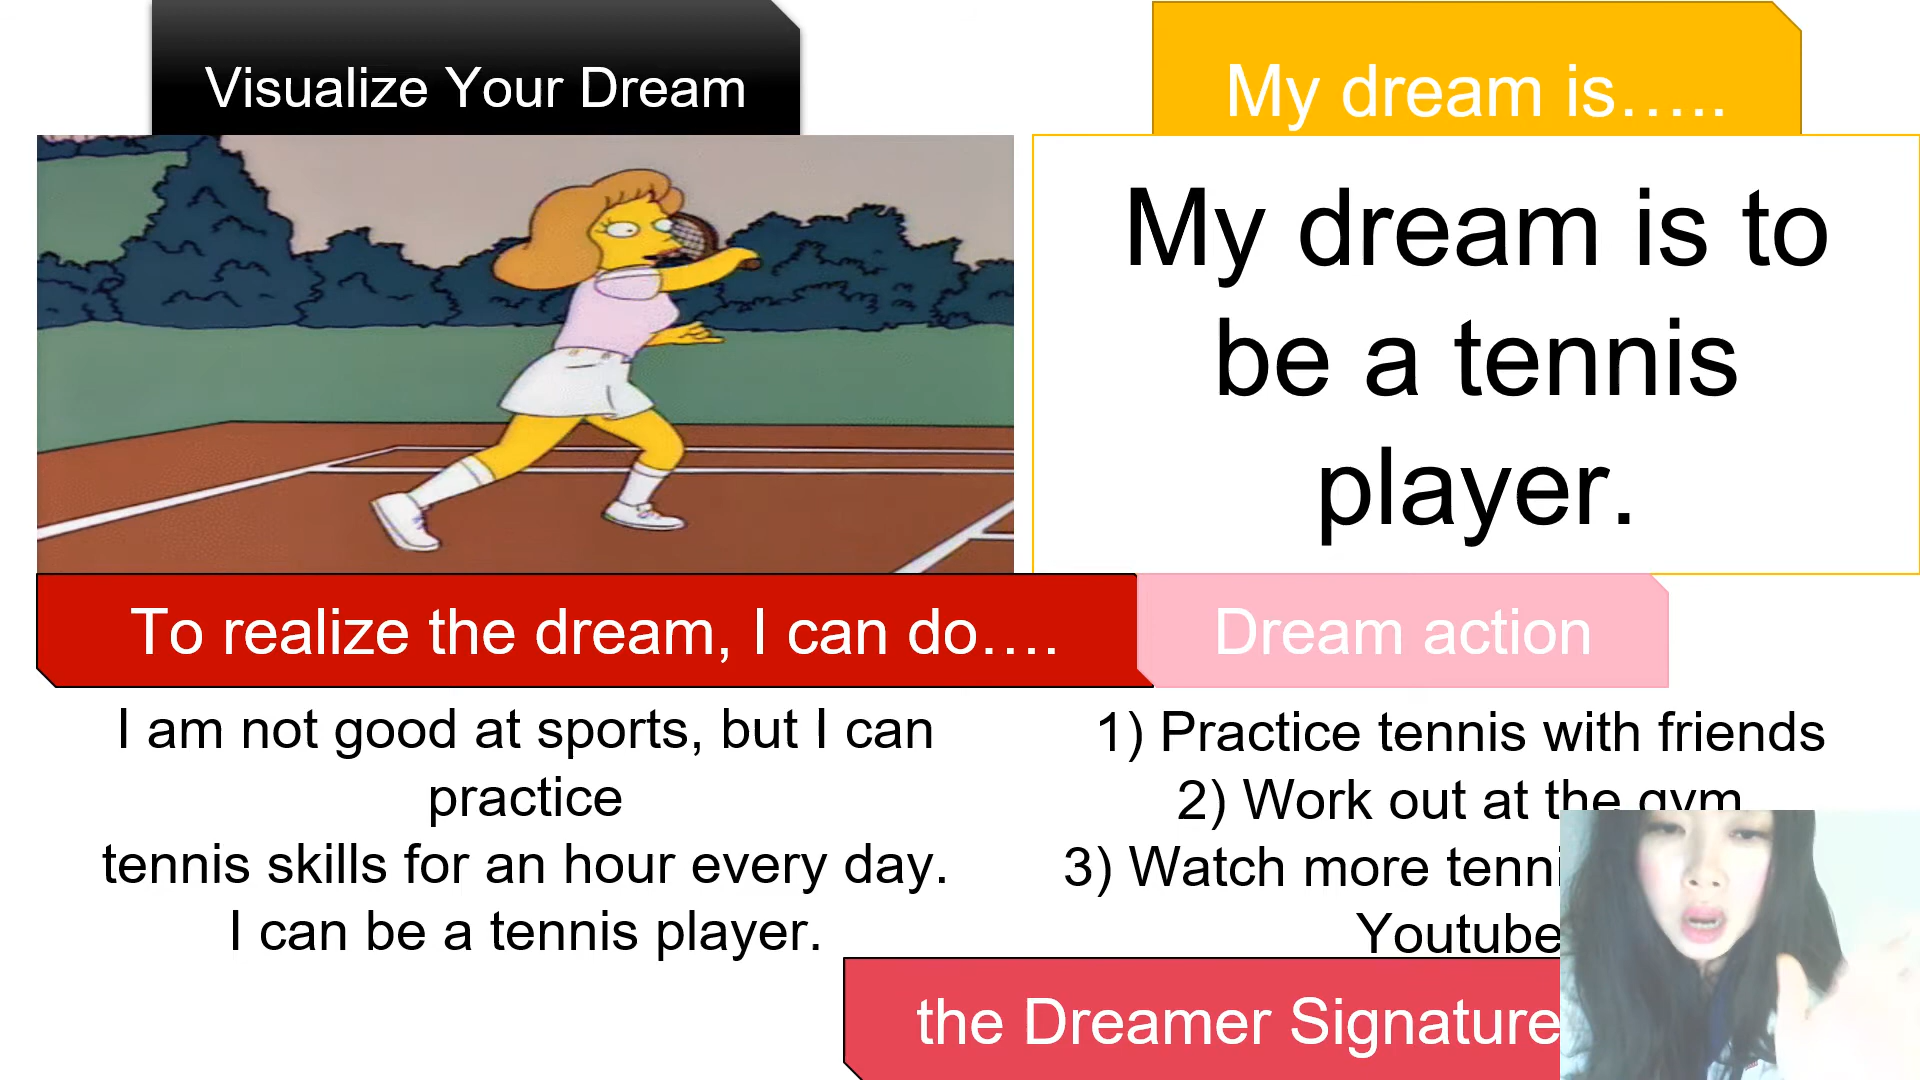 Visualize Your Dream
My dream is…..
My dream is to
be a tennis
player.
To realize the dream, I can do….
Dream action
I am not good at sports, but I can
practice
tennis skills for an hour every day.
I can be a tennis player.
1) Practice tennis with friends
2) Work out at the gym
3) Watch more
Youtube
the Dreamer Signature